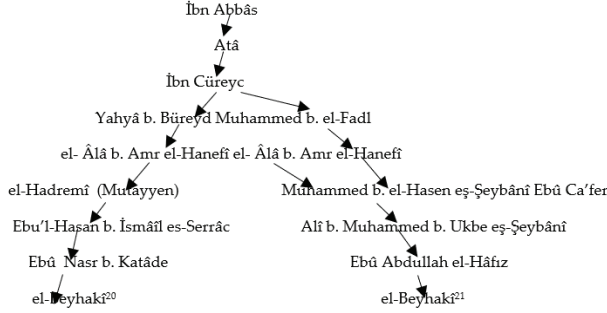 İbn Abbâs
Atâ
İbn Cüreyc
Yahyâ b. Büreyd Muhammed b. el-Fadl
el- Âlâ b. Amr el-Hanefî el- Âlâ b. Amr el-Hanefî
el-Hadremî (Mutayyen) Muhammed b. el-Hasen eş-Şeybânî Ebû Ca'fer
Ebu'l-Hasan b. İsmâîl es-Serrâc Alî b. Muhammed b. Ukbe eş-Şeybânî
Ebû Nasr b. Katâde Ebû Abdullah el-Hâfız
el-Beyhakî²⁰ el-Beyhakî²¹